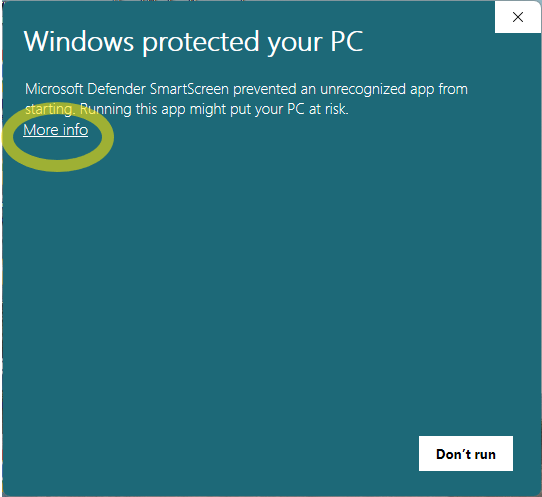 Windows protected your PC
Microsoft Defender SmartScreen prevented an unrecognized app from
starting. Running this app might put your PC at risk.
More info
Don't run